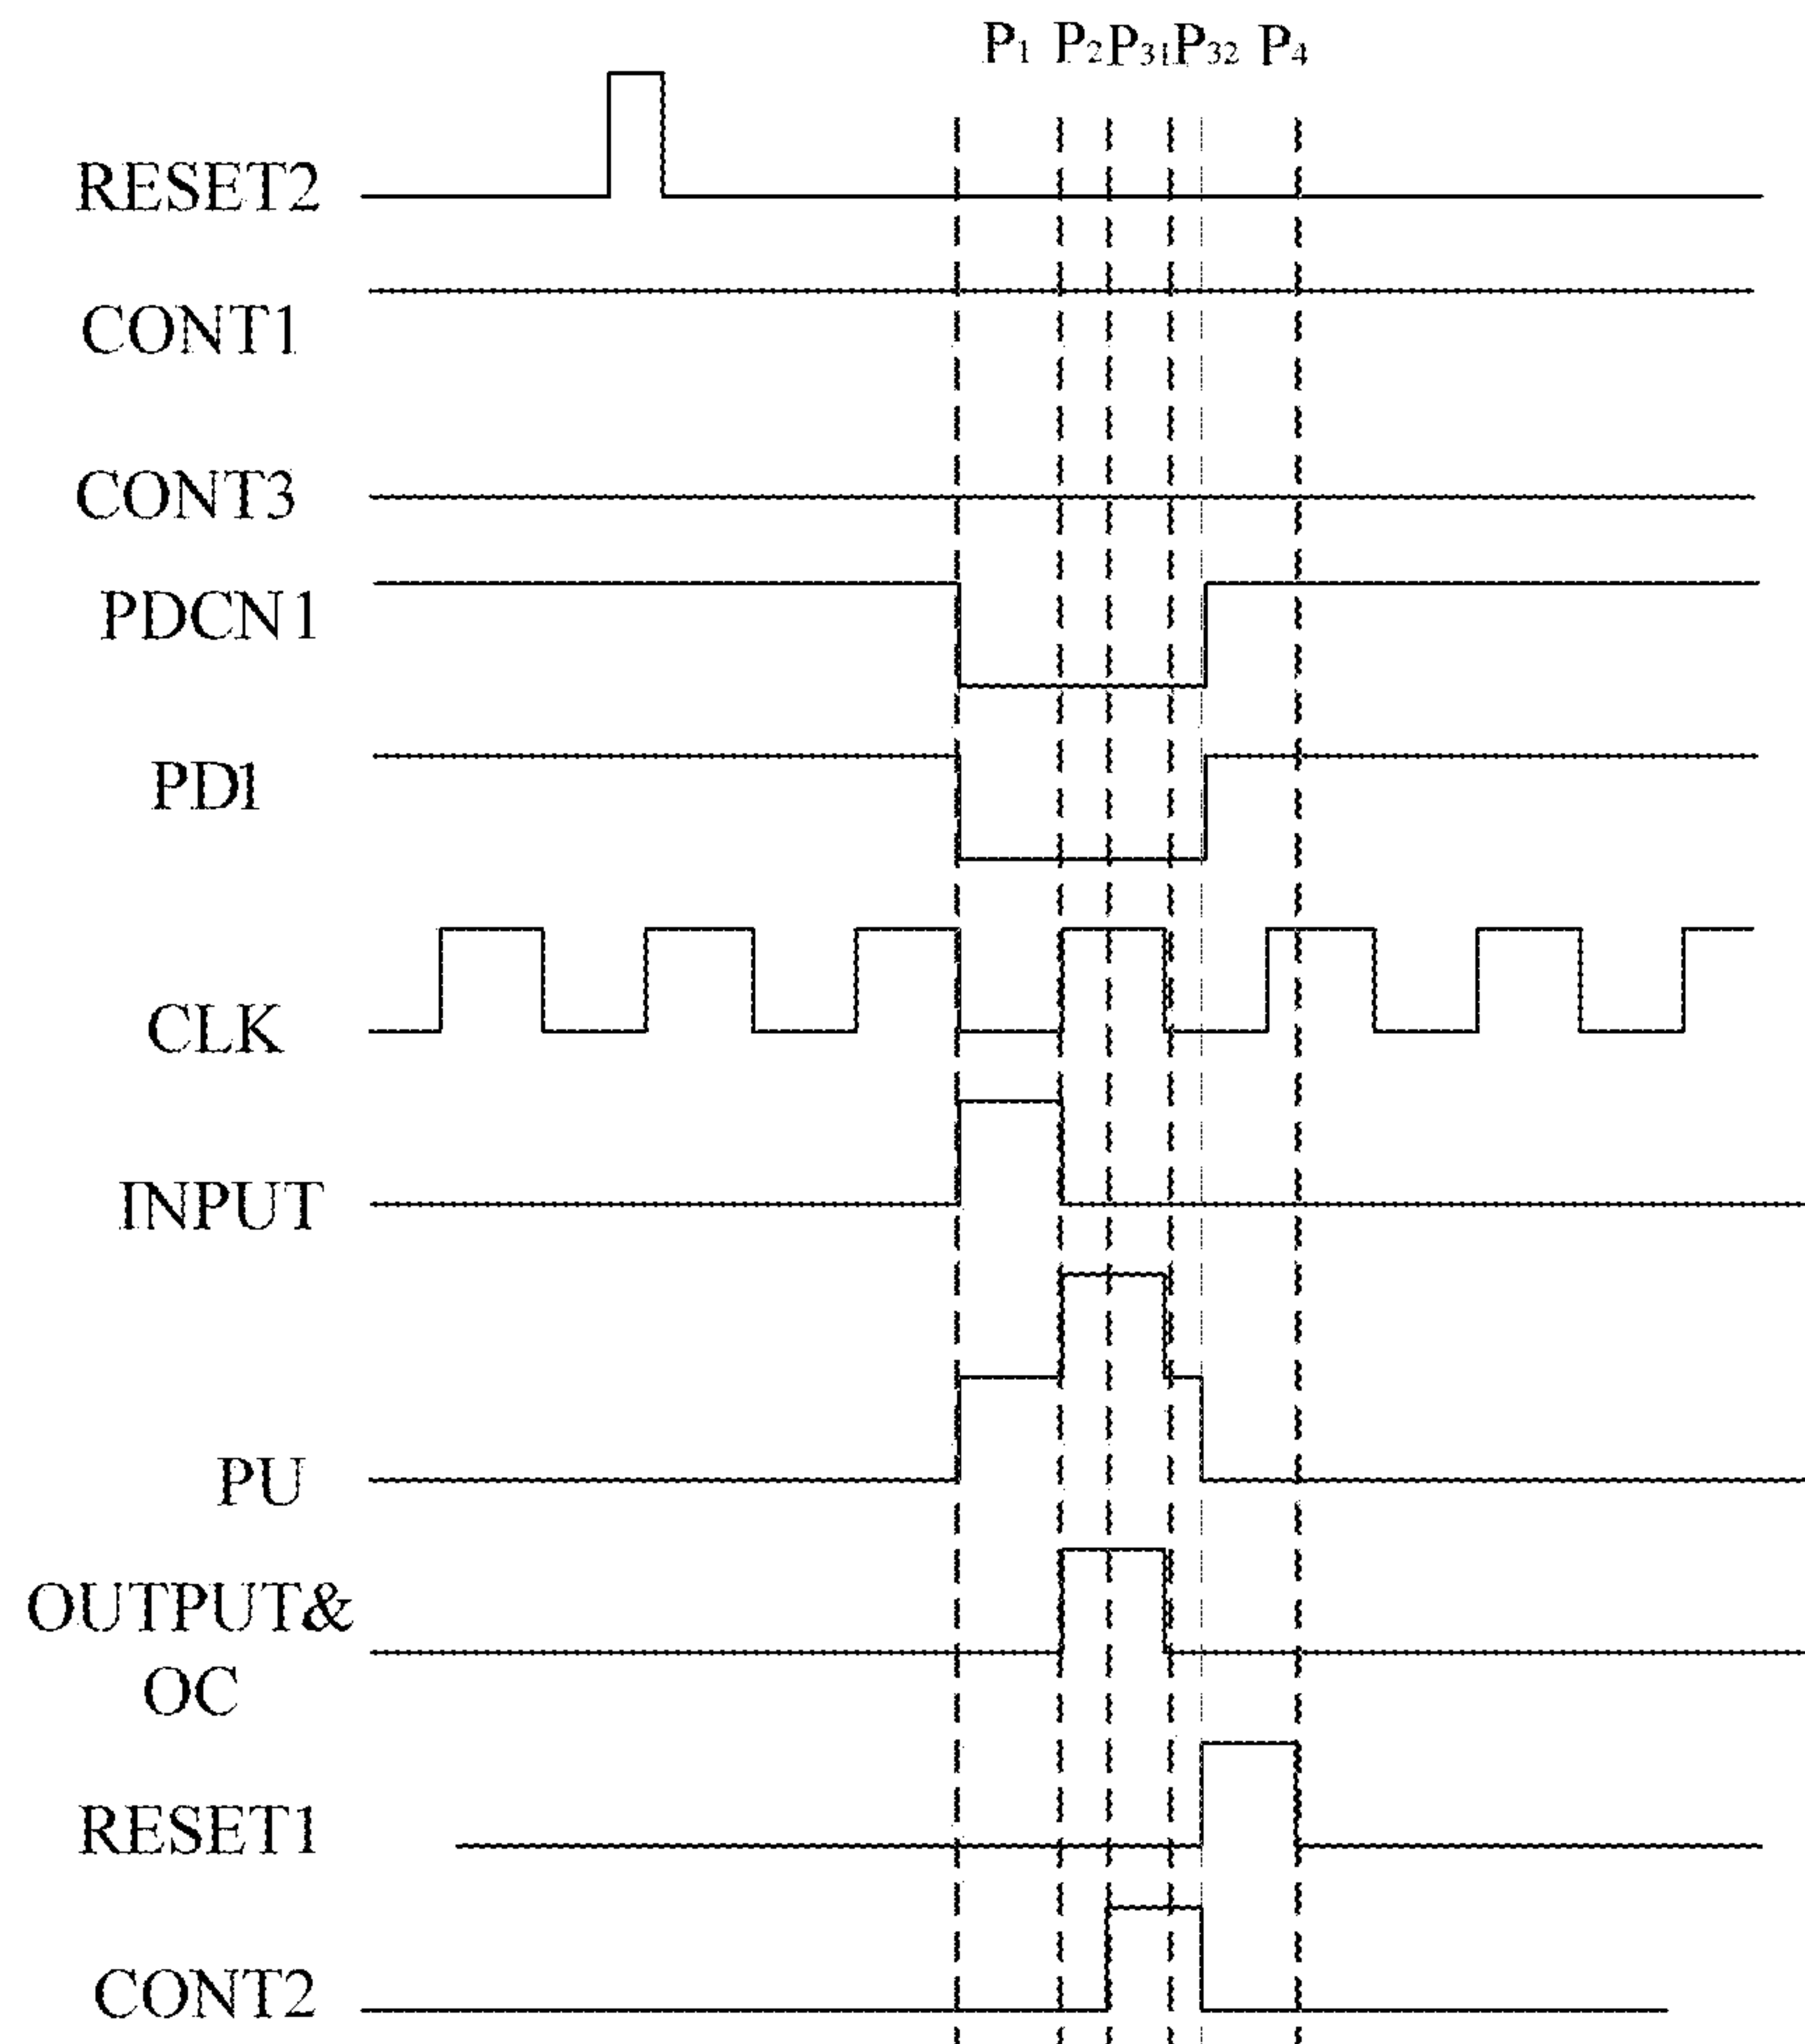 P1 P2 P31 P32 P4
RESET2
CONT1
CONT3
PDCN1
PD1
CLK
INPUT
PU
OUTPUT&
OC
RESET1
CONT2